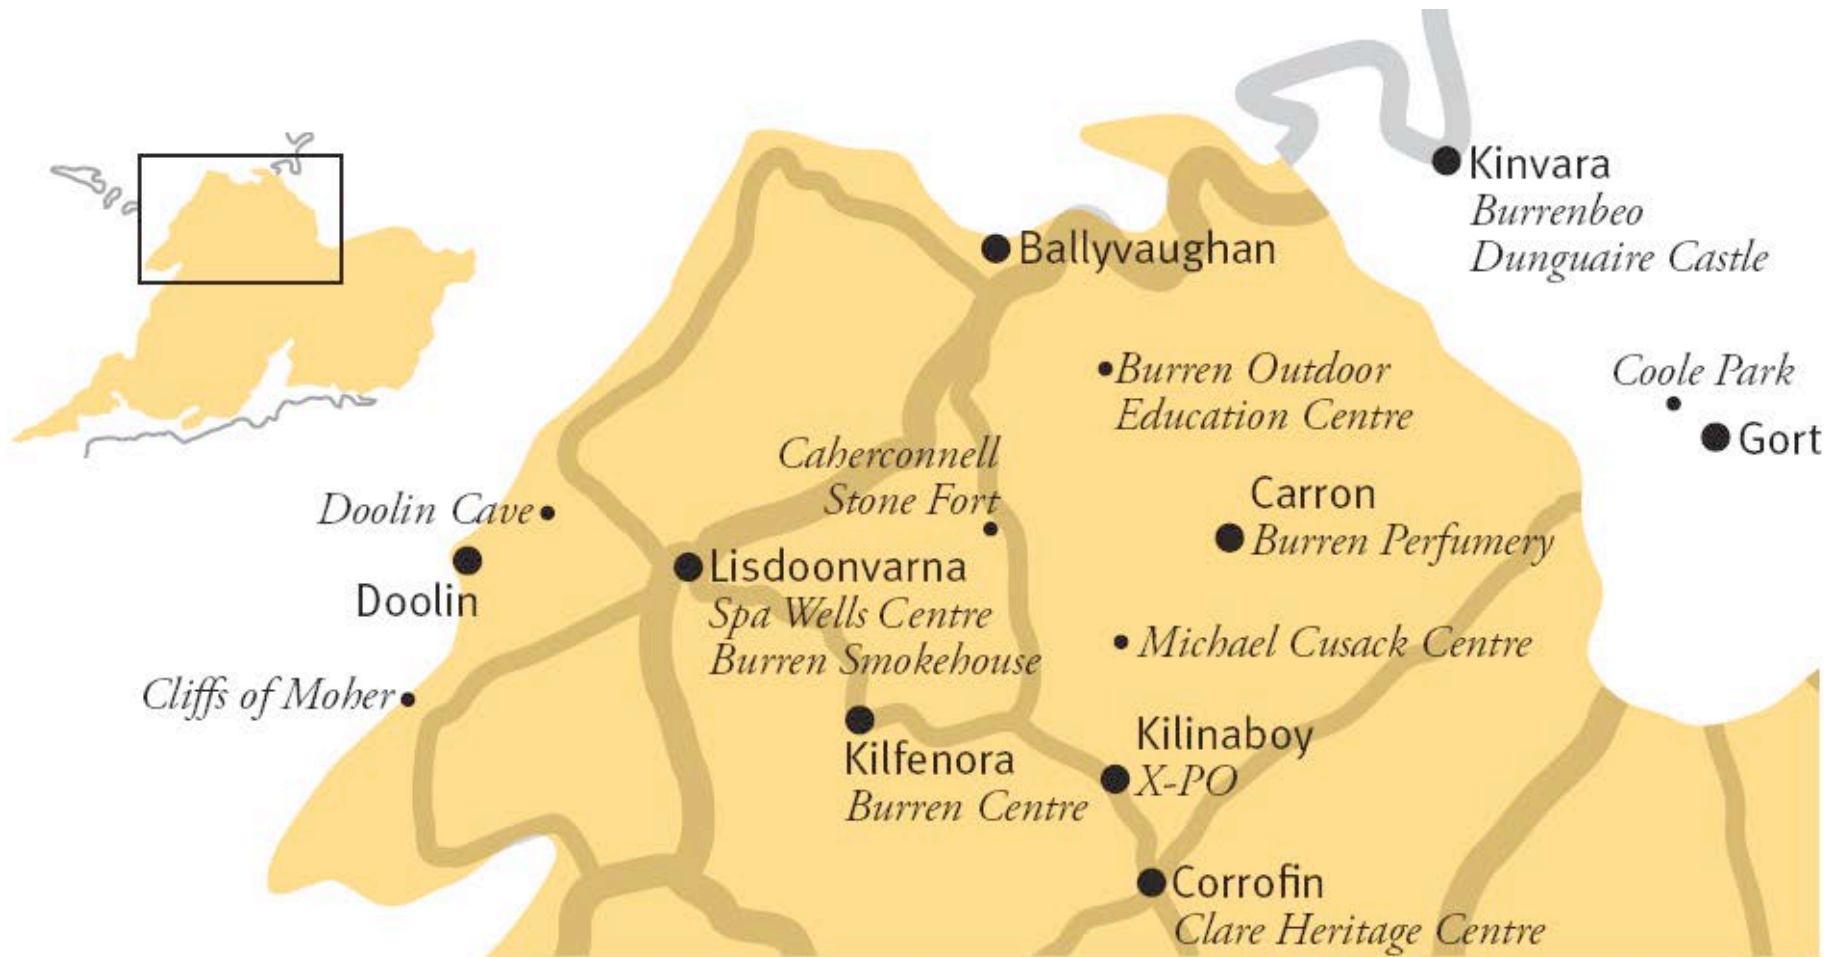 Kinvara
Burrenbeo
Dunguaire Castle
Ballyvaughan
Burren Outdoor
Education Centre
Coole Park
Gort
Caherconnell
Stone Fort
Carron
Burren Perfumery
Doolin Cave
Doolin
Lisdoonvarna
Spa Wells Centre
Burren Smokehouse
Michael Cusack Centre
Cliffs of Moher
Kilfenora
Burren Centre
Kilinaboy
X-PO
Corrofin
Clare Heritage Centre